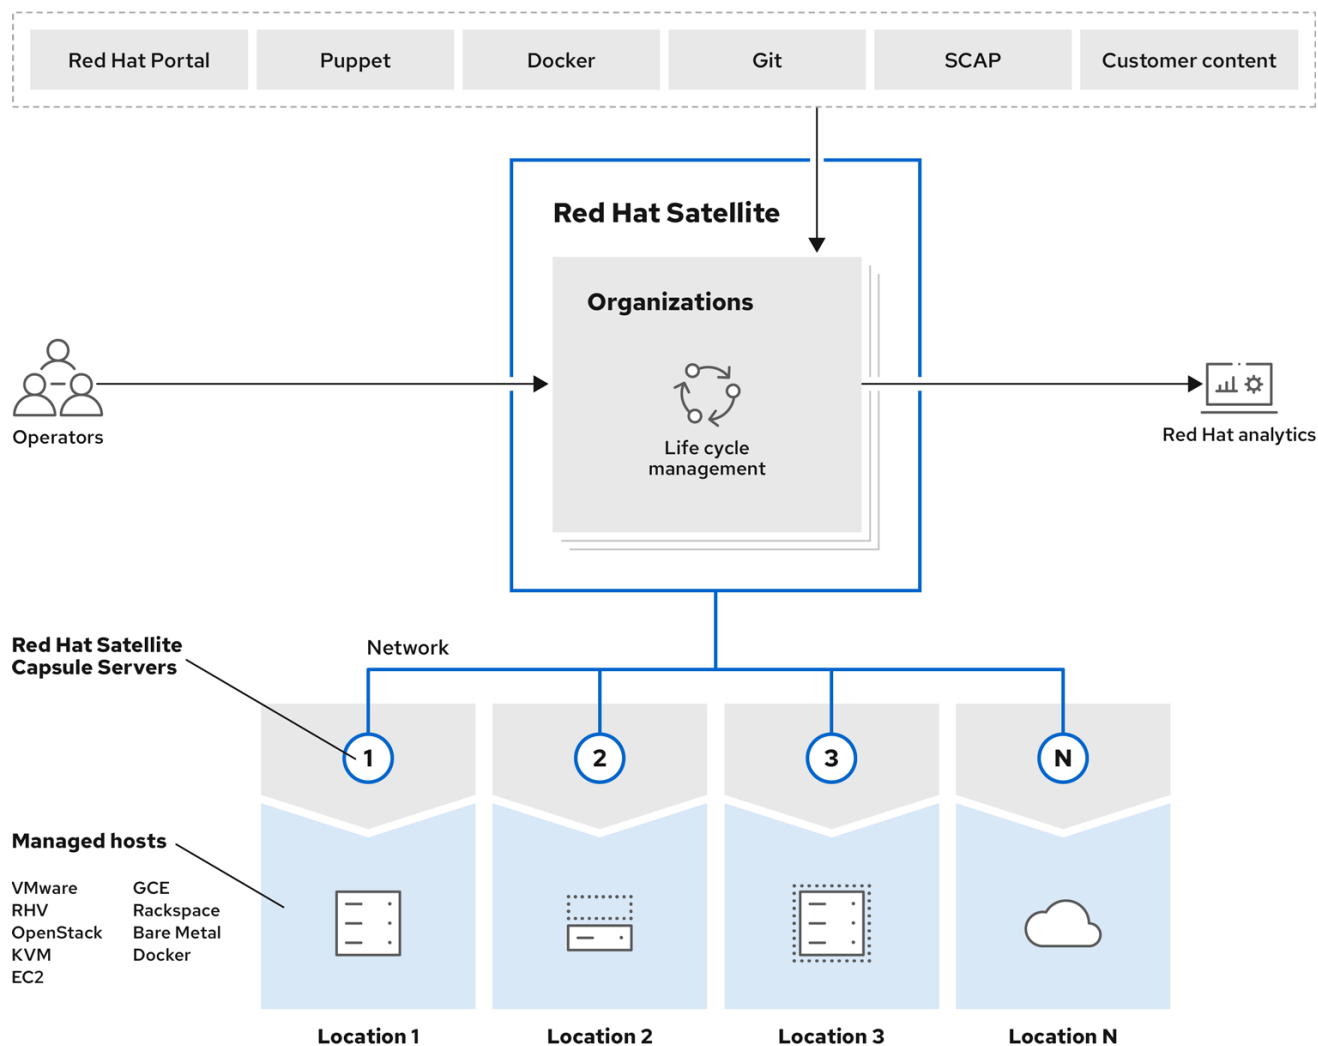 Red Hat Portal
Puppet
Docker
Git
SCAP
Customer content
Red Hat Satellite
Organizations
Life cycle
management
Operators
Red Hat analytics
Red Hat Satellite
Capsule Servers
Network
1
2
3
N
Managed hosts
VMware
RHV
OpenStack
KVM
EC2
GCE
Rackspace
Bare Metal
Docker
Location 1
Location 2
Location 3
Location N